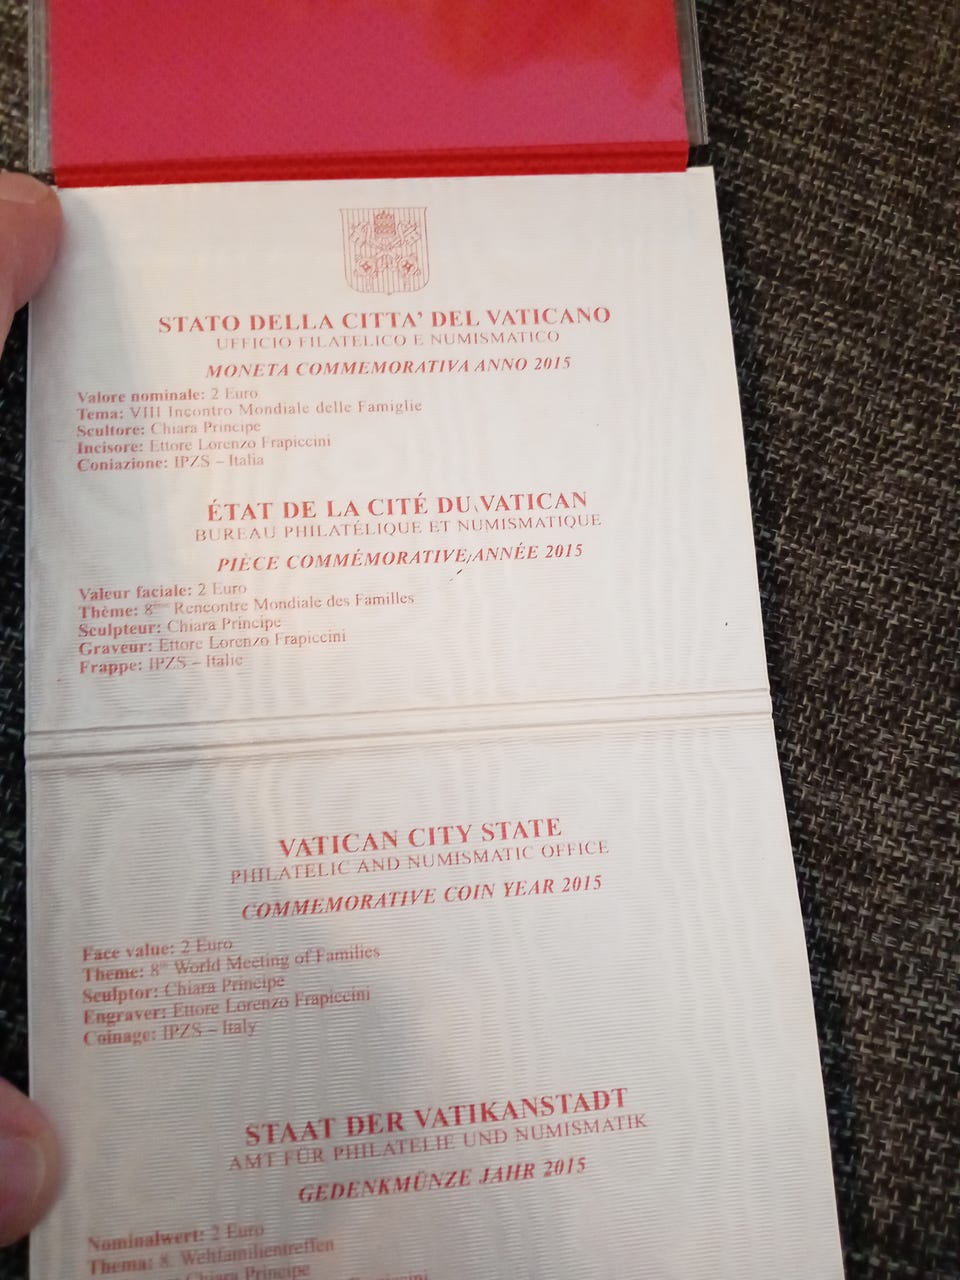 STATO DELLA CITTA' DEL VATICANO
UFFICIO FILATELICO E NUMISMATICO
MONETA COMMEMORATIVA ANNO 2015
Valore nominale: 2 Euro
Tema: VIII Incontro Mondiale delle Famiglie
Scultore: Chiara Principe
Incisore: Ettore Lorenzo Frapiccini
Coniazione: IPZS – Italia
ÉTAT DE LA CITÉ DU VATICAN
BUREAU PHILATÉLIQUE ET NUMISMATIQUE
PIÈCE COMMÉMORATIVE ANNÉE 2015
Valeur faciale: 2 Euro
Thème: 8ème Rencontre Mondiale des Familles
Sculpteur: Chiara Principe
Graveur: Ettore Lorenzo Frapiccini
Frappe: IPZS – Italie
VATICAN CITY STATE
PHILATELIC AND NUMISMATIC OFFICE
COMMEMORATIVE COIN YEAR 2015
Face value: 2 Euro
Theme: 8th World Meeting of Families
Sculptor: Chiara Principe
Engraver: Ettore Lorenzo Frapiccini
Coinage: IPZS – Italy
STAAT DER VATIKANSTADT
AMT FÜR PHILATELIE UND NUMISMATIK
GEDENKMÜNZE JAHR 2015
Nominalwert: 2 Euro
Thema: 8. Weltfamilientreffen
Chiara Principe
Frapiccini